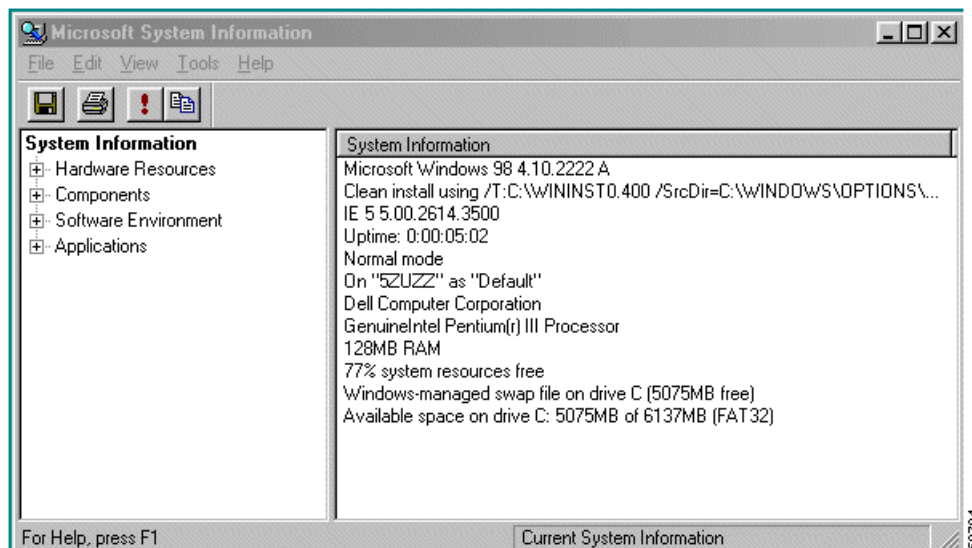 Microsoft System Information
File Edit View Tools Help
System Information
Hardware Resources
Components
Software Environment
Applications
System Information
Microsoft Windows 98 4.10.2222 A
Clean install using /T:C:\WININST0.400 /SrcDir=C:\WINDOWS\OPTIONS\...
IE 5 5.00.2614.3500
Uptime: 0:00:05:02
Normal mode
On "5ZUZZ" as "Default"
Dell Computer Corporation
GenuineIntel Pentium(r) III Processor
128MB RAM
77% system resources free
Windows-managed swap file on drive C (5075MB free)
Available space on drive C: 5075MB of 6137MB (FAT32)
For Help, press F1
Current System Information